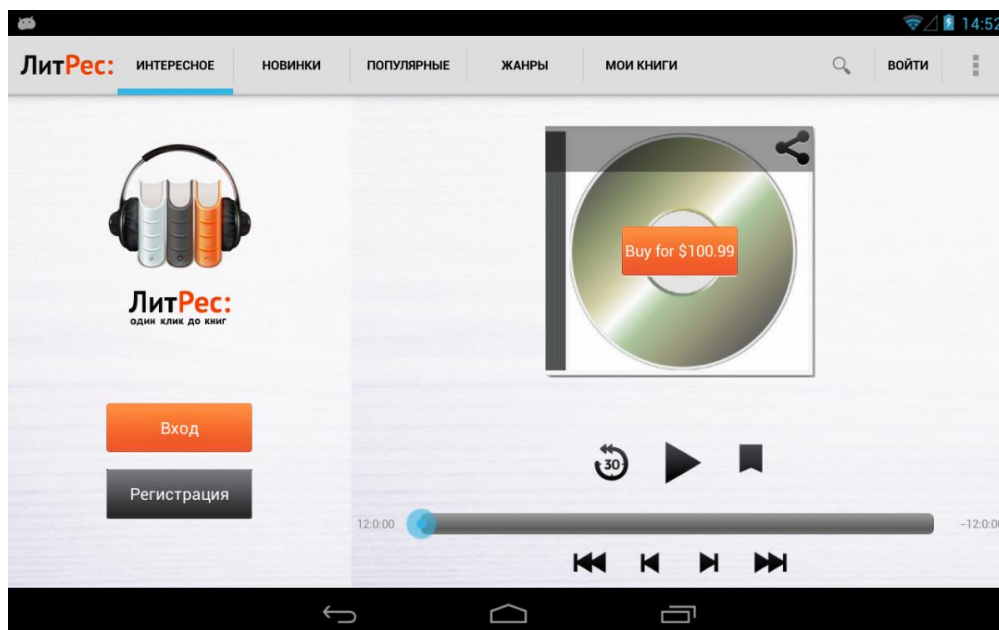 14:52
ЛитРес: ИНТЕРЕСНОЕ НОВИНКИ ПОПУЛЯРНЫЕ ЖАНРЫ МОИ КНИГИ ВОЙТИ
Buy for $100.99
ЛитРес:
один клик до книг
Вход
30
Регистрация
12:0:00 -12:0:00